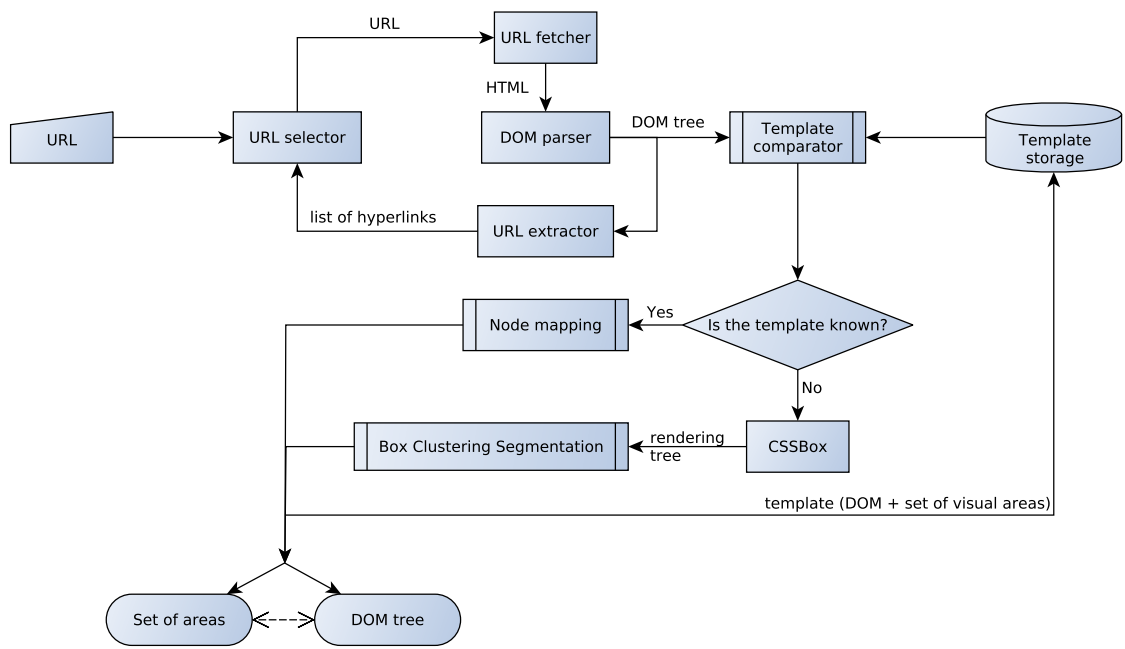 URL
URL fetcher
HTML
URL
URL selector
DOM parser
DOM tree
Template
comparator
Template
storage
list of hyperlinks
URL extractor
Node mapping
Yes
Is the template known?
No
Box Clustering Segmentation
rendering
tree
CSSBox
template (DOM + set of visual areas)
Set of areas
DOM tree